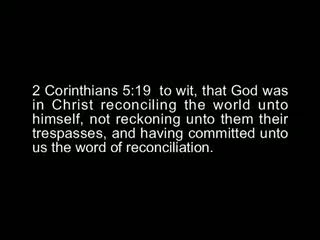 2 Corinthians 5:19  to wit, that God was
in Christ reconciling the world unto
himself, not reckoning unto them their
trespasses, and having committed unto
us the word of reconciliation.